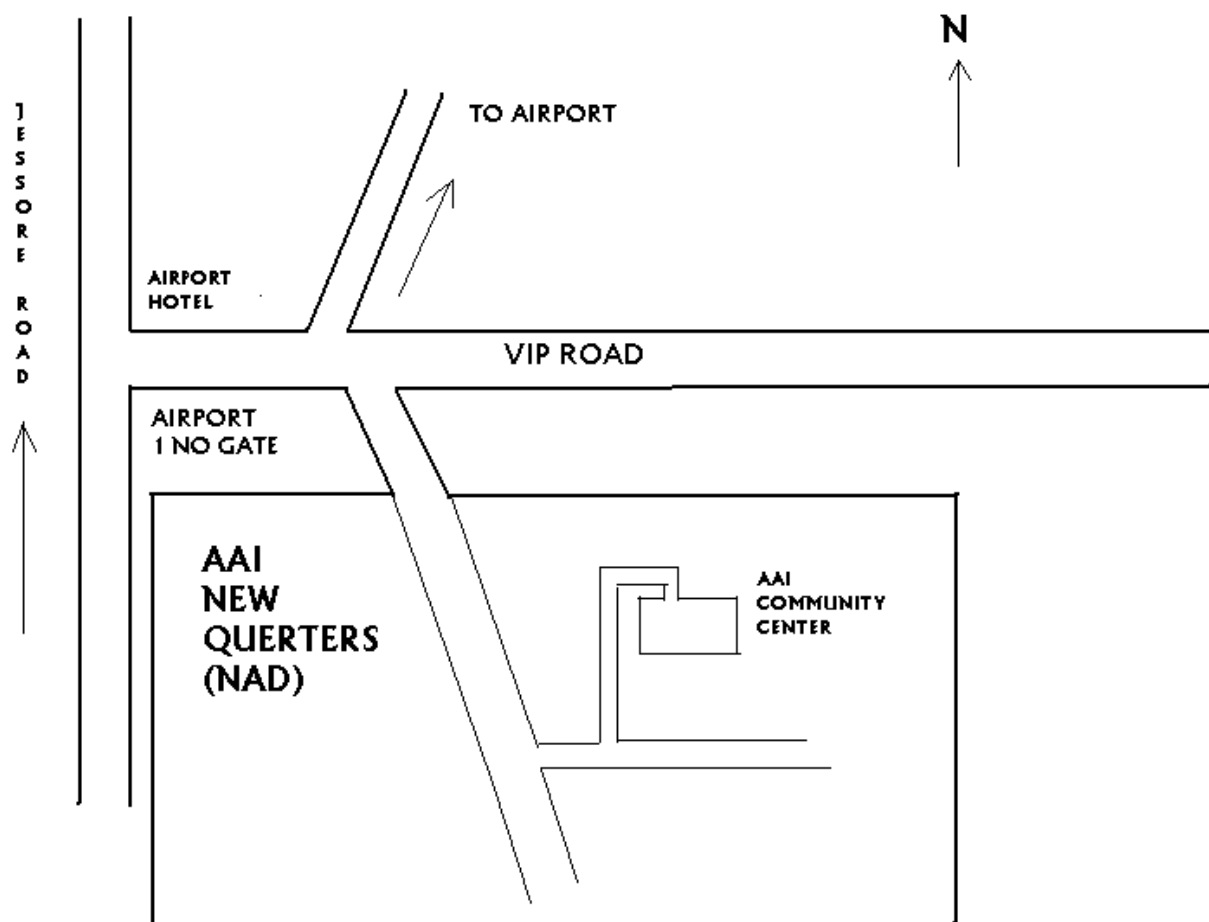 N
TO AIRPORT
JESSORE ROAD
AIRPORT
HOTEL
VIP ROAD
AIRPORT
1 NO GATE
AAI
NEW
QUERTERS
(NAD)
AAI
COMMUNITY
CENTER